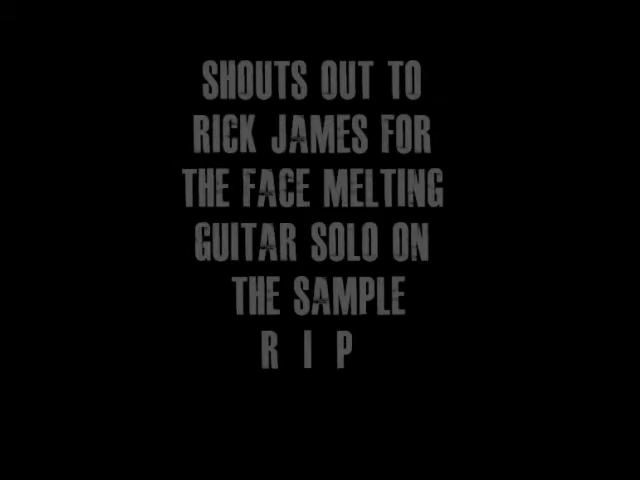 SHOUTS OUT TO
RICK JAMES FOR
THE FACE MELTING
GUITAR SOLO ON
THE SAMPLE
R I P